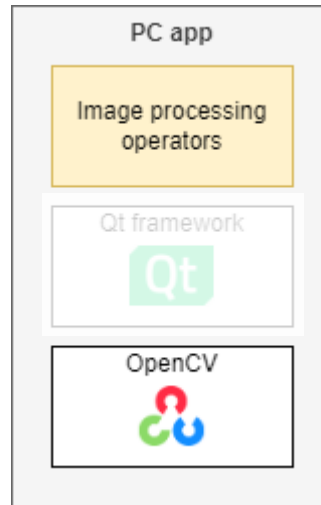 PC app
Image processing
operators
Qt framework
Qt
OpenCV